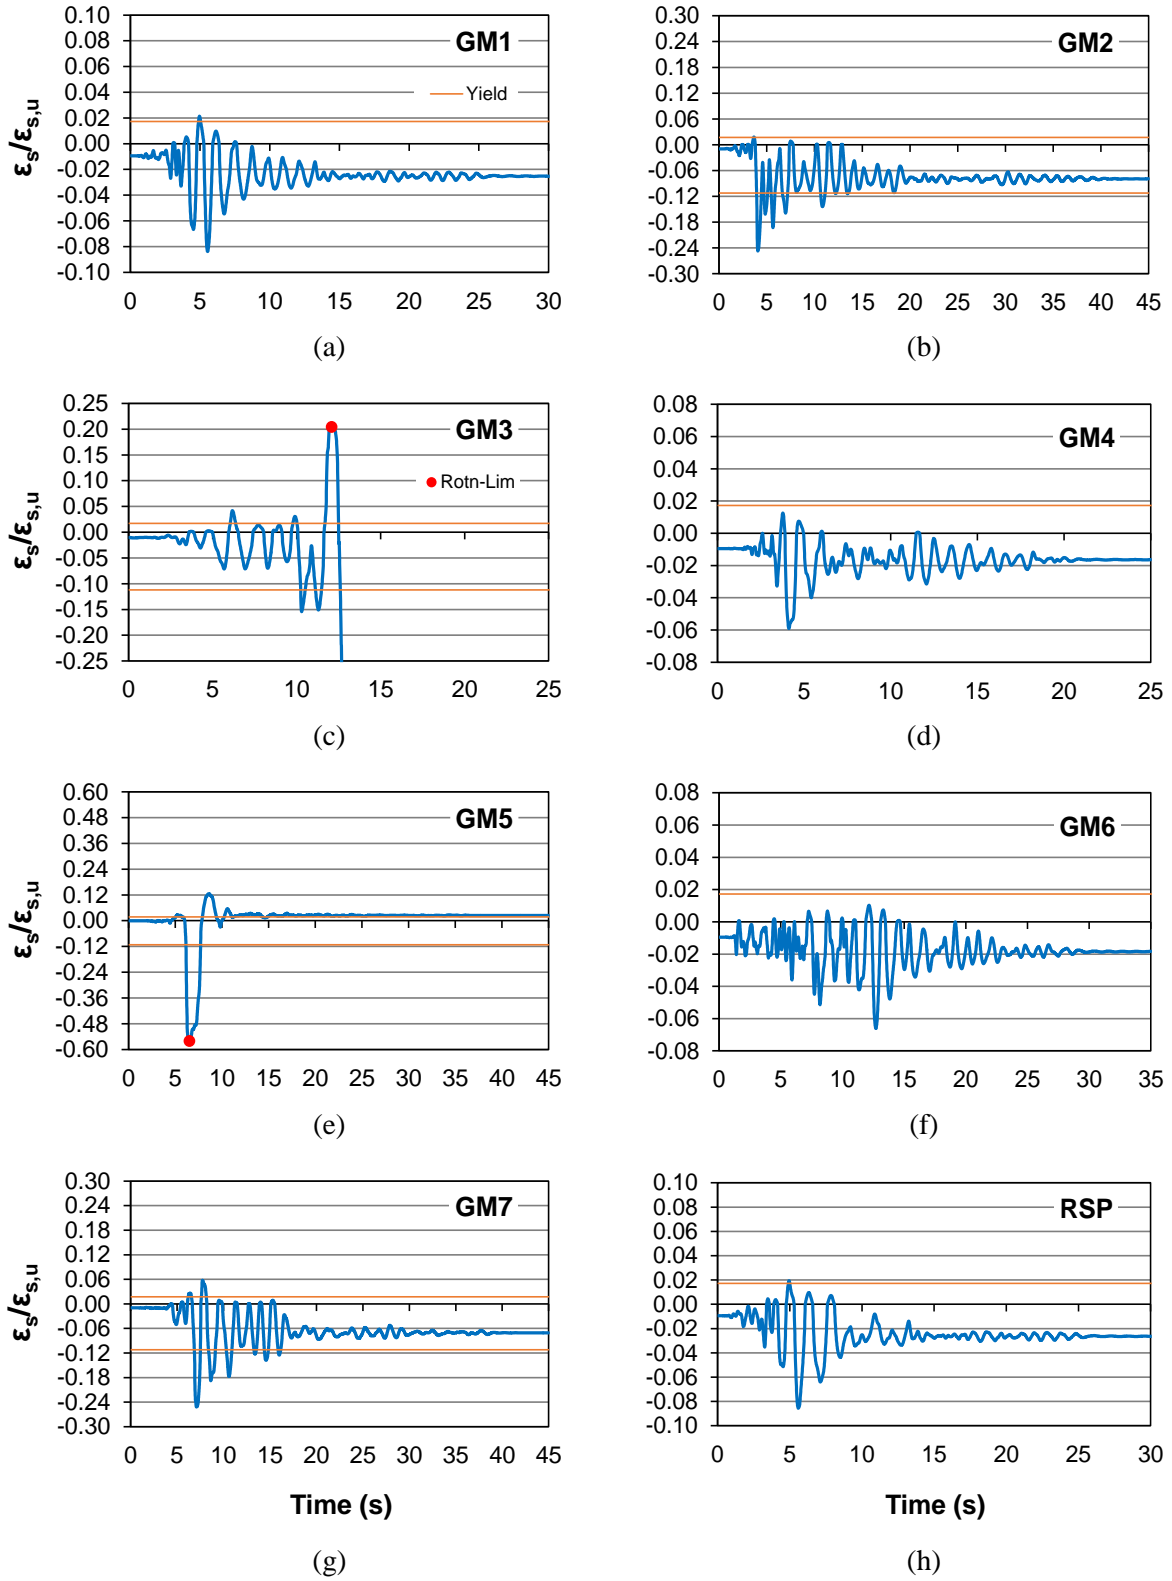 0.10
0.08
0.06
0.04
0.02
0.00
-0.02
-0.04
-0.06
-0.08
-0.10
εs/εs,u
GM1
Yield
0 5 10 15 20 25 30
(a)
0.30
0.24
0.18
0.12
0.06
0.00
-0.06
-0.12
-0.18
-0.24
-0.30
GM2
0 5 10 15 20 25 30 35 40 45
(b)
0.25
0.20
0.15
0.10
0.05
0.00
-0.05
-0.10
-0.15
-0.20
-0.25
εs/εs,u
GM3
Rotn-Lim
0 5 10 15 20 25
(c)
0.08
0.06
0.04
0.02
0.00
-0.02
-0.04
-0.06
-0.08
GM4
0 5 10 15 20 25
(d)
0.60
0.48
0.36
0.24
0.12
0.00
-0.12
-0.24
-0.36
-0.48
-0.60
εs/εs,u
GM5
0 5 10 15 20 25 30 35 40 45
(e)
0.08
0.06
0.04
0.02
0.00
-0.02
-0.04
-0.06
-0.08
GM6
0 5 10 15 20 25 30 35
(f)
0.30
0.24
0.18
0.12
0.06
0.00
-0.06
-0.12
-0.18
-0.24
-0.30
εs/εs,u
GM7
0 5 10 15 20 25 30 35 40 45
Time (s)
(g)
0.10
0.08
0.06
0.04
0.02
0.00
-0.02
-0.04
-0.06
-0.08
-0.10
RSP
0 5 10 15 20 25 30
Time (s)
(h)